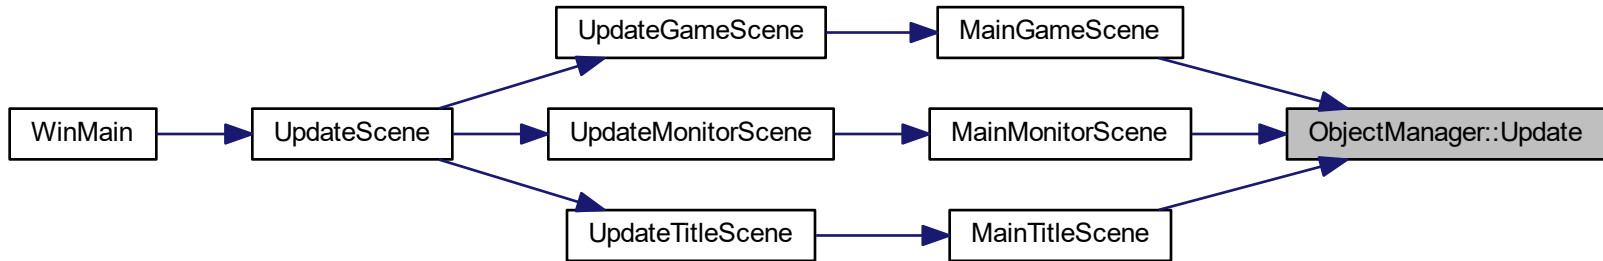 UpdateGameScene
MainGameScene
WinMain
UpdateScene
UpdateMonitorScene
MainMonitorScene
ObjectManager::Update
UpdateTitleScene
MainTitleScene